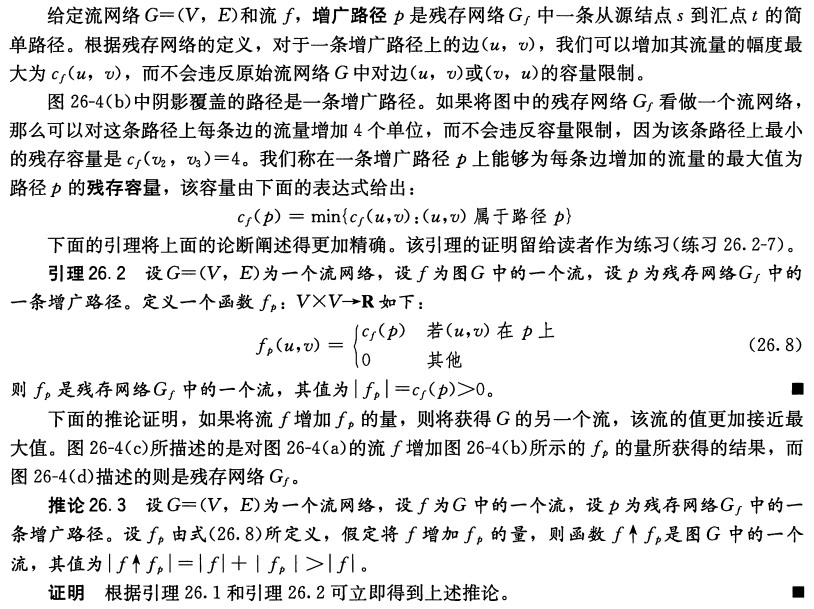 给定流网络G=(V, E)和流 f, 增广路径 p 是残存网络G_f 中一条从源结点 s 到汇点 t 的简
单路径。根据残存网络的定义, 对于一条增广路径上的边(u, v), 我们可以增加其流量的幅度最
大为 c_f(u, v), 而不会违反原始流网络 G 中对边(u, v)或(v, u)的容量限制。
图 26-4(b)中阴影覆盖的路径是一条增广路径。如果将图中的残存网络 G_f 看做一个流网络,
那么可以对这条路径上每条边的流量增加 4 个单位, 而不会违反容量限制, 因为该条路径上最小
的残存容量是 c_f(v₂, v₃)=4。我们称在一条增广路径 p 上能够为每条边增加的流量的最大值为
路径 p 的残存容量, 该容量由下面的表达式给出:
c_f(p) = min{c_f(u,v):(u,v) 属于路径 p}
下面的引理将上面的论断阐述得更加精确。该引理的证明留给读者作为练习(练习 26.2-7)。
引理 26.2 设G=(V, E)为一个流网络, 设 f 为图G 中的一个流, 设 p 为残存网络G_f 中的
一条增广路径。定义一个函数 f_p: V×V→R 如下:
f_p(u,v) = { c_f(p) 若(u,v) 在 p 上
0 其他 (26.8)
则 f_p 是残存网络G_f 中的一个流, 其值为|f_p|=c_f(p)>0。 ■
下面的推论证明, 如果将流 f 增加 f_p 的量, 则将获得 G 的另一个流, 该流的值更加接近最
大值。图 26-4(c)所描述的是对图 26-4(a)的流 f 增加图 26-4(b)所示的 f_p 的量所获得的结果, 而
图 26-4(d)描述的则是残存网络 G_f。
推论 26.3 设G=(V, E)为一个流网络, 设 f 为G 中的一个流, 设 p 为残存网络G_f 中的一
条增广路径。设 f_p 由式(26.8)所定义, 假定将 f 增加 f_p 的量, 则函数 f↑f_p是图 G 中的一个
流, 其值为|f↑f_p|=|f|+|f_p|>|f|。
证明 根据引理 26.1 和引理 26.2 可立即得到上述推论。 ■